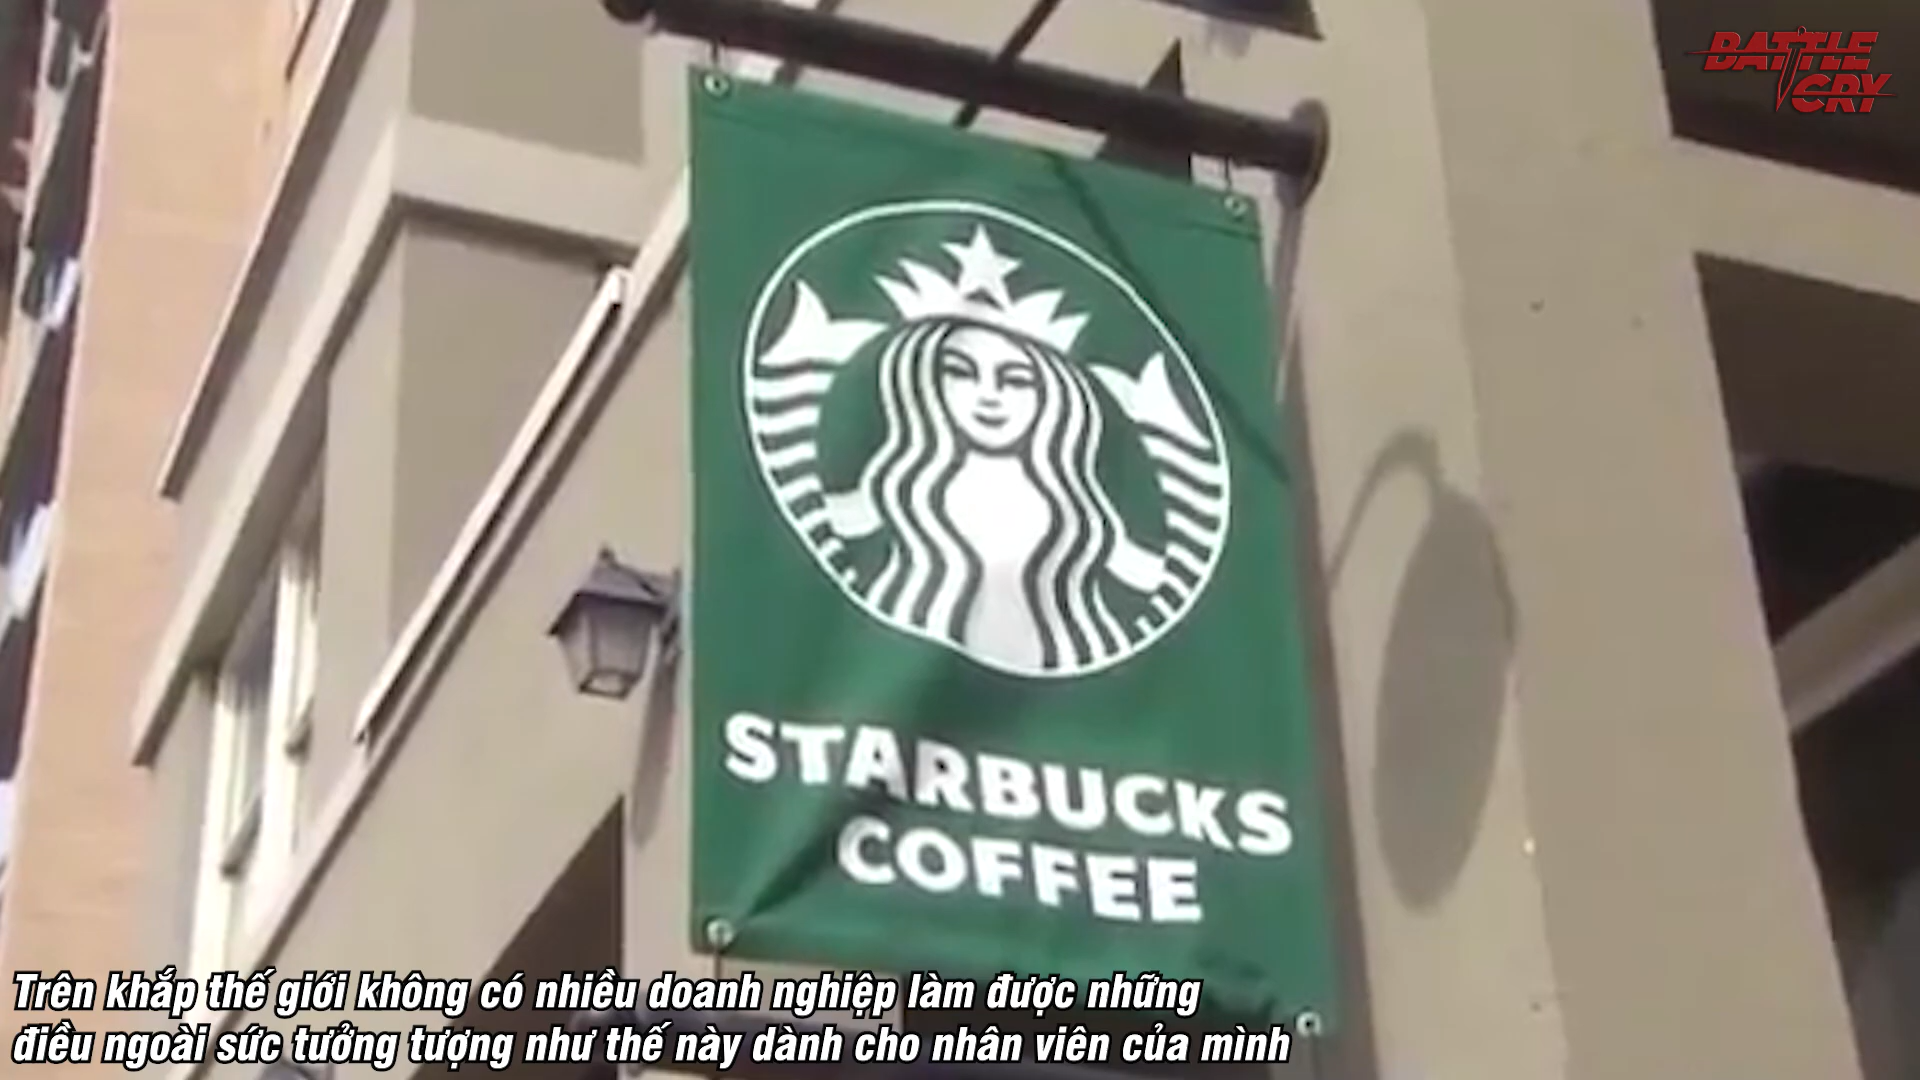 BATTLE
CRY
STARBUCKS
COFFEE
Trên khắp thế giới không có nhiều doanh nghiệp làm được những
điều ngoài sức tưởng tượng như thế này dành cho nhân viên của mình